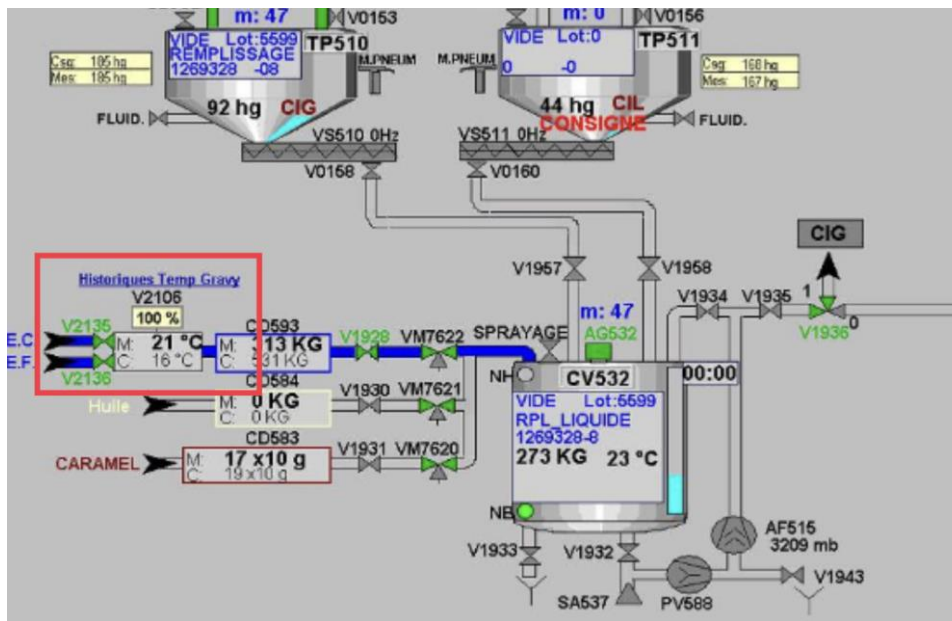 m: 47
V0153
m: 0
V0156
VIDE Lot:5599
TP510
REMPLISSAGE
1269328 -08
M.PNEUM
VIDE Lot:0
TP511
0 -0
M.PNEUM
Csg: 185 hg
Mes: 185 hg
Csg: 168 hg
Mes: 167 hg
92 hg CIG
44 hg CIL
CONSIGNE
FLUID.
FLUID.
VS510 0Hz
VS511 0Hz
V0158
V0160
CIG
V1957
V1958
Historiques Temp Gravy
V2106
100 %
V2135
E.C
M: 21 °C
C: 16 °C
E.F.
V2136
CD593
M: 313 KG
C: 531 KG
V1928
VM7622
SPRAYAGE
m: 47
AG532
V1934
V1935
1
V1936
0
NH
CV532
00:00
Huile
CD584
M: 0 KG
C: 0 KG
V1930
VM7621
VIDE Lot:5599
RPL_LIQUIDE
1269328-8
273 KG 23 °C
CARAMEL
CD583
M: 17 x10 g
C: 19 x10 g
V1931
VM7620
NB
V1933
V1932
AF515
3209 mb
SA537
PV588
V1943